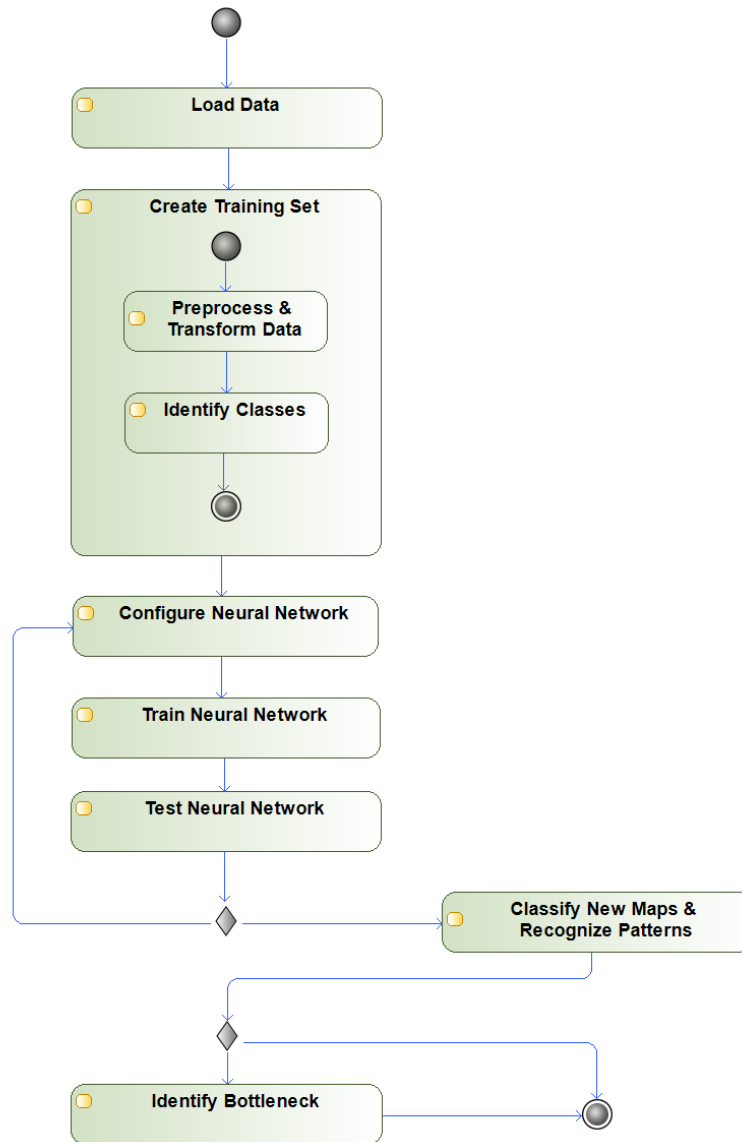 Load Data
Create Training Set
Preprocess &
Transform Data
Identify Classes
Configure Neural Network
Train Neural Network
Test Neural Network
Classify New Maps &
Recognize Patterns
Identify Bottleneck